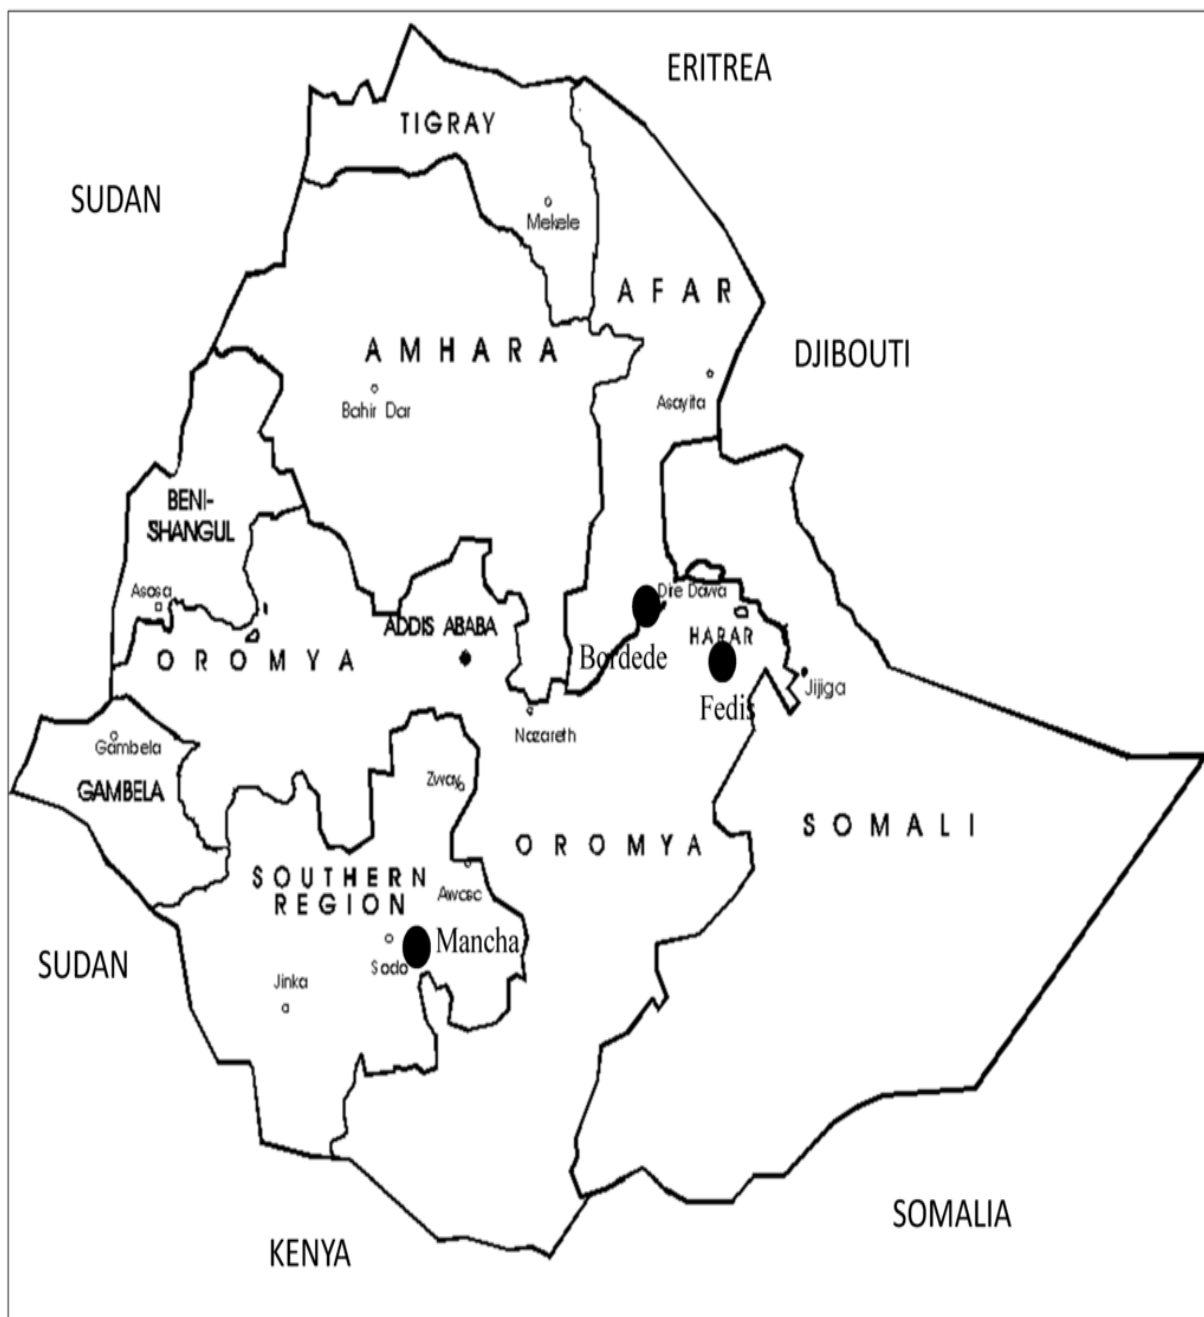 ERITREA
TIGRAY
SUDAN
Mekele
AFAR
AMHARA
DJIBOUTI
Bahir Dar
Asayita
BENI-
SHANGUL
Asosa
Dire Dawa
ADDIS ABABA
HARAR
OROMYA
Bordede
Jijiga
Fedis
Nazareth
Gambela
GAMBELA
Zway
SOMALI
OROMYA
SOUTHERN
REGION
Awasa
Mancha
SUDAN
Sodo
Jinka
SOMALIA
KENYA